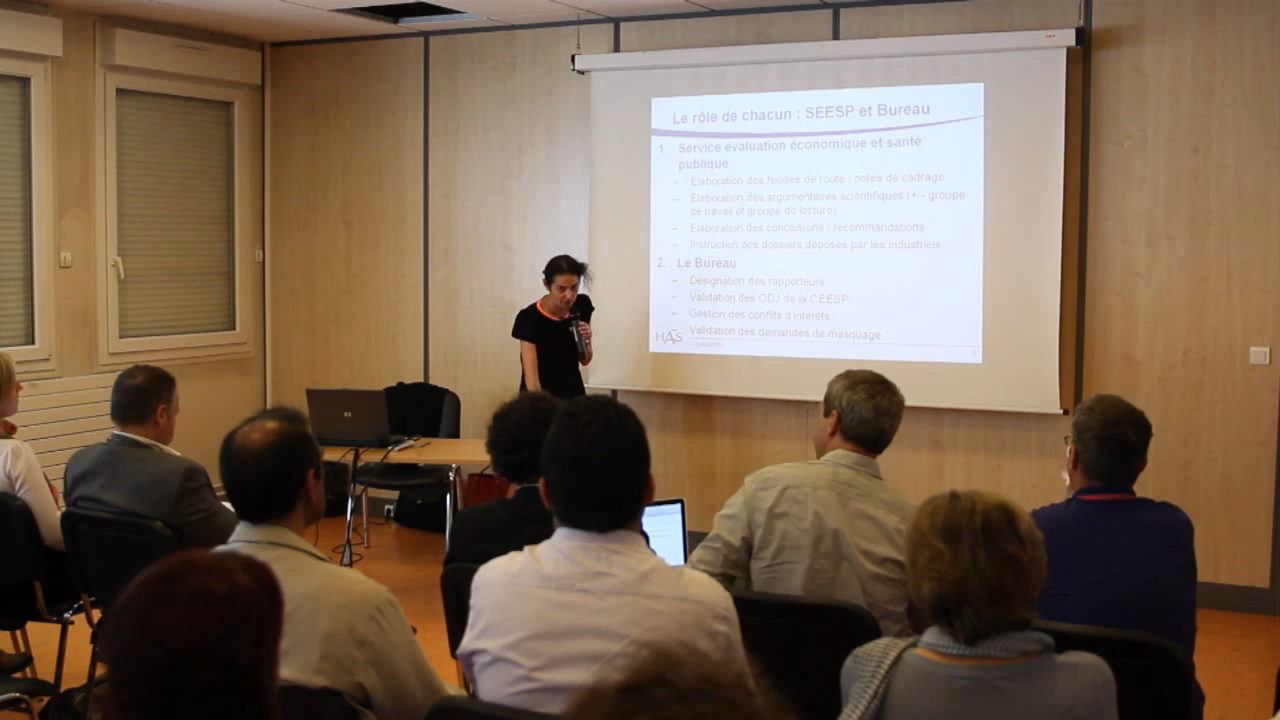 Le rôle de chacun : SEESP et Bureau
1. Service évaluation économique et santé
publique
– Elaboration des feuilles de route / notes de cadrage
– Elaboration des argumentaires scientifiques (+/- groupe
de travail et groupe de lecture)
– Elaboration des conclusions / recommandations
– Instruction des dossiers déposés par les industriels
2. Le Bureau
– Désignation des rapporteurs
– Validation des ODJ de la CEESP
– Gestion des conflits d'intérêts
– Validation des demandes de masquage
HAS